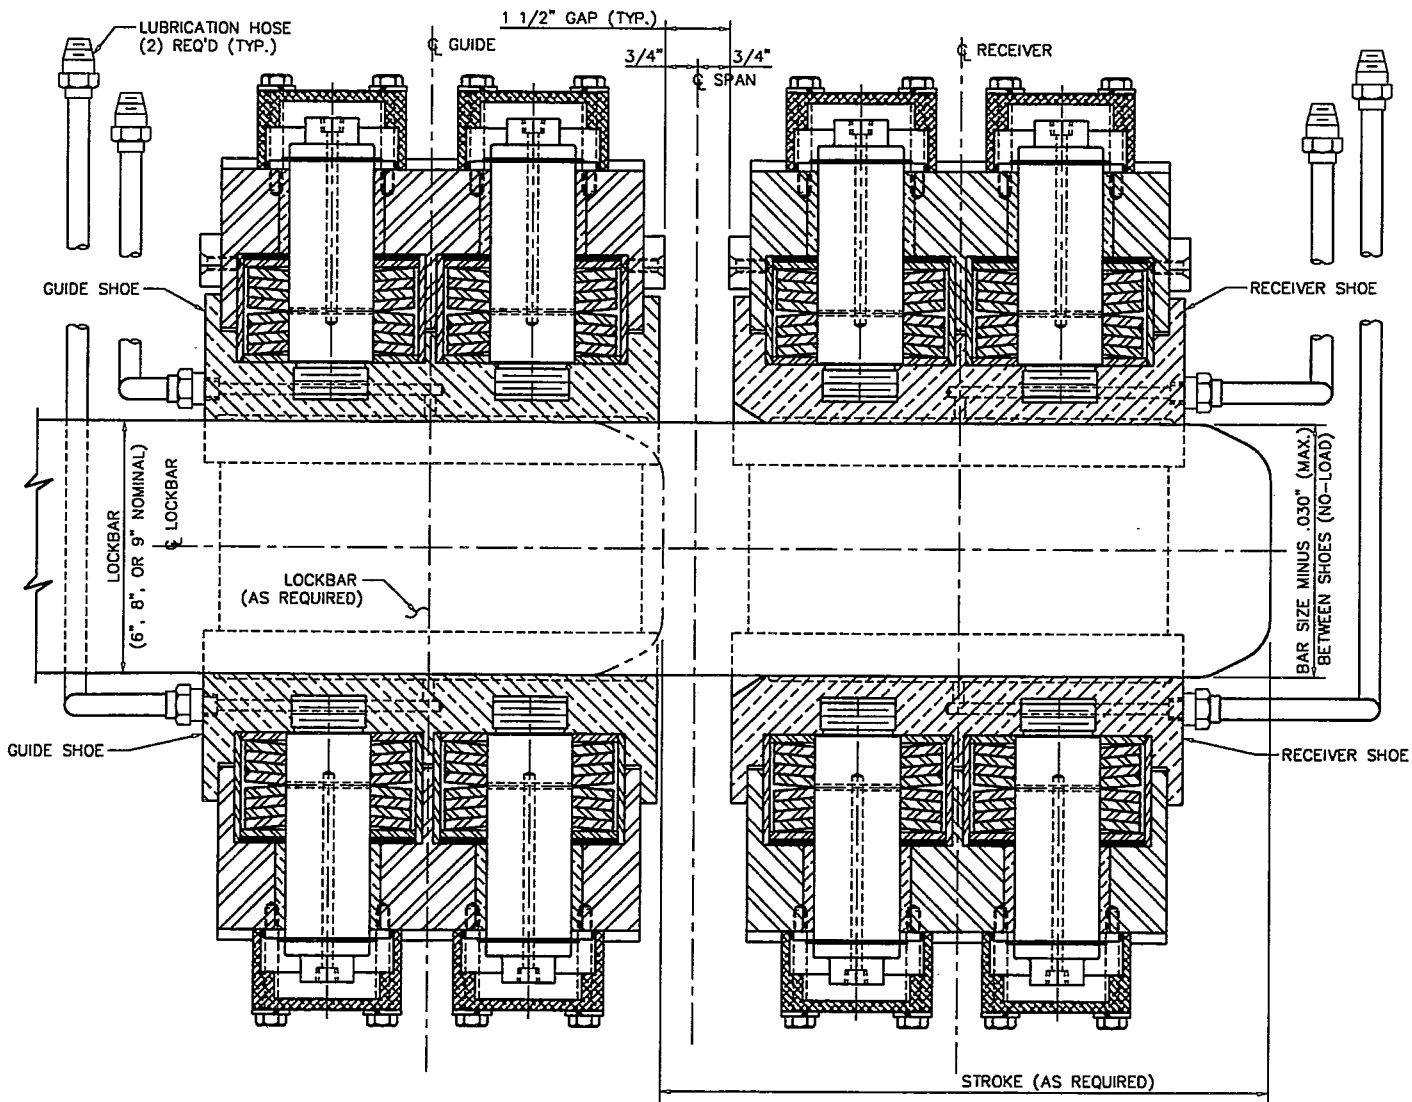 LUBRICATION HOSE
(2) REQ'D (TYP.)
1 1/2" GAP (TYP.)
℄ GUIDE
3/4"
3/4"
℄ SPAN
℄ RECEIVER
GUIDE SHOE
RECEIVER SHOE
LOCKBAR
(6", 8", OR 9" NOMINAL)
℄ LOCKBAR
LOCKBAR
(AS REQUIRED)
BAR SIZE MINUS .030" (MAX.)
BETWEEN SHOES (NO-LOAD)
GUIDE SHOE
RECEIVER SHOE
STROKE (AS REQUIRED)